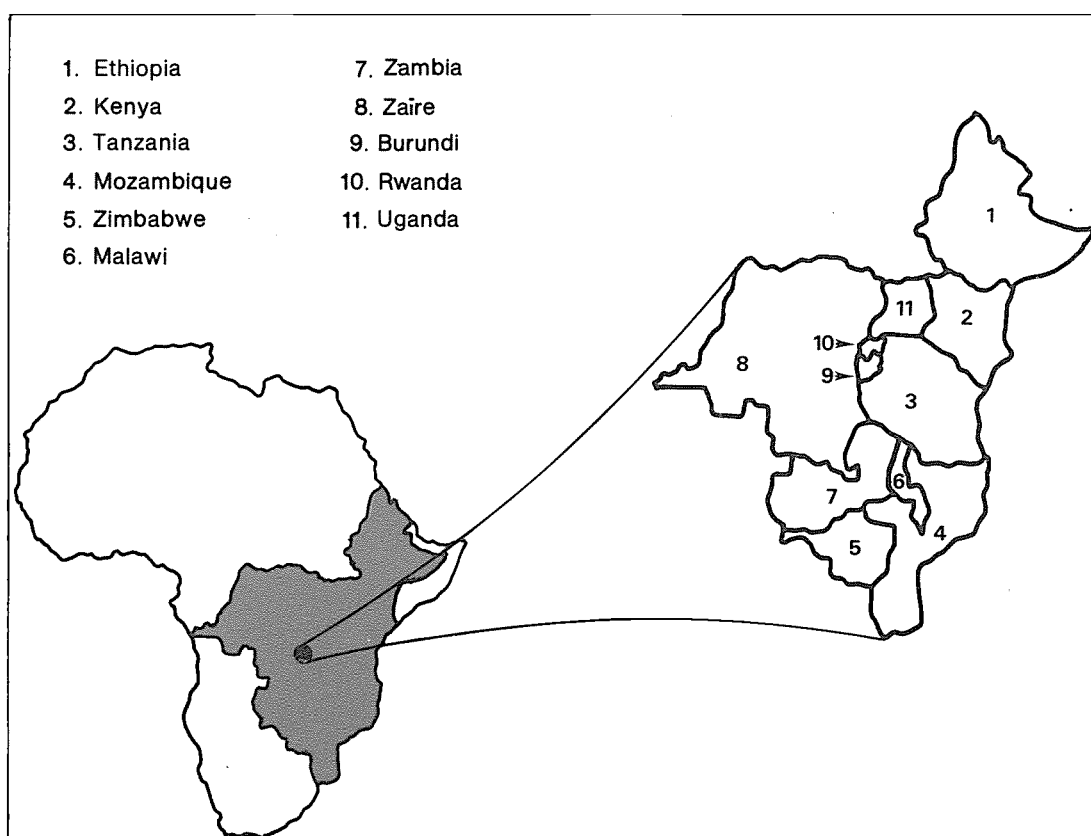 1. Ethiopia
2. Kenya
3. Tanzania
4. Mozambique
5. Zimbabwe
6. Malawi
7. Zambia
8. Zaïre
9. Burundi
10. Rwanda
11. Uganda
1
11
2
10
9
8
3
6
7
4
5